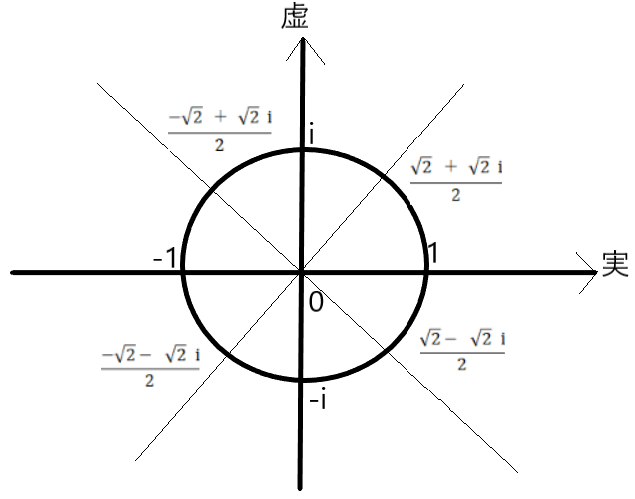 虚
-√2 + √2 i / 2
i
√2 + √2 i / 2
-1
1
実
0
-√2 - √2 i / 2
√2 - √2 i / 2
-i